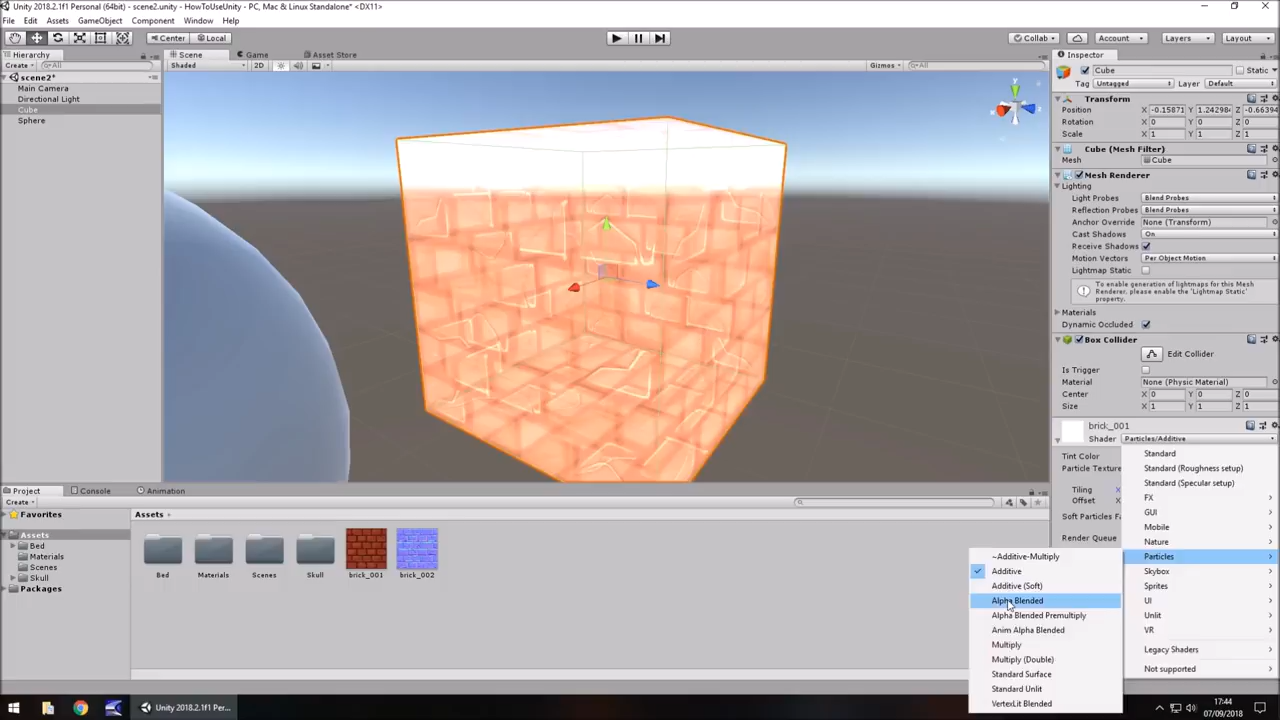 Unity 2018.2.1f1 Personal (64bit) - scene2.unity - HowToUseUnity - PC, Mac & Linux Standalone* <DX11>
File Edit Assets GameObject Component Window Help
Center Local Collab Account Layers Layout
Hierarchy
Create All
scene2*
Main Camera
Directional Light
Cube
Sphere
Scene Game Asset Store
Shaded 2D Gizmos All
y
x
z
Inspector
Cube Static
Tag Untagged Layer Default
Transform
Position X -0.15871 Y 1.24298 Z -0.66394
Rotation X 0 Y 0 Z 0
Scale X 1 Y 1 Z 1
Cube (Mesh Filter)
Mesh Cube
Mesh Renderer
Lighting
Light Probes Blend Probes
Reflection Probes Blend Probes
Anchor Override None (Transform)
Cast Shadows On
Receive Shadows
Motion Vectors Per Object Motion
Lightmap Static
To enable generation of lightmaps for this Mesh
Renderer, please enable the 'Lightmap Static'
property.
Materials
Dynamic Occluded
Box Collider
Edit Collider
Is Trigger
Material None (Physic Material)
Center X 0 Y 0 Z 0
Size X 1 Y 1 Z 1
brick_001
Shader Particles/Additive
Tint Color
Particle Texture
Tiling X
Offset X
Soft Particles Fa
Render Queue
Standard
Standard (Roughness setup)
Standard (Specular setup)
FX
GUI
Mobile
Nature
Particles
Skybox
Sprites
UI
Unlit
VR
Legacy Shaders
Not supported
~Additive-Multiply
Additive
Additive (Soft)
Alpha Blended
Alpha Blended Premultiply
Anim Alpha Blended
Multiply
Multiply (Double)
Standard Surface
Standard Unlit
VertexLit Blended
Project Console Animation
Create
Favorites
Assets
Bed
Materials
Scenes
Skull
Packages
Assets
Bed Materials Scenes Skull brick_001 brick_002
Unity 2018.2.1f1 Pe...
17:44
07/09/2018